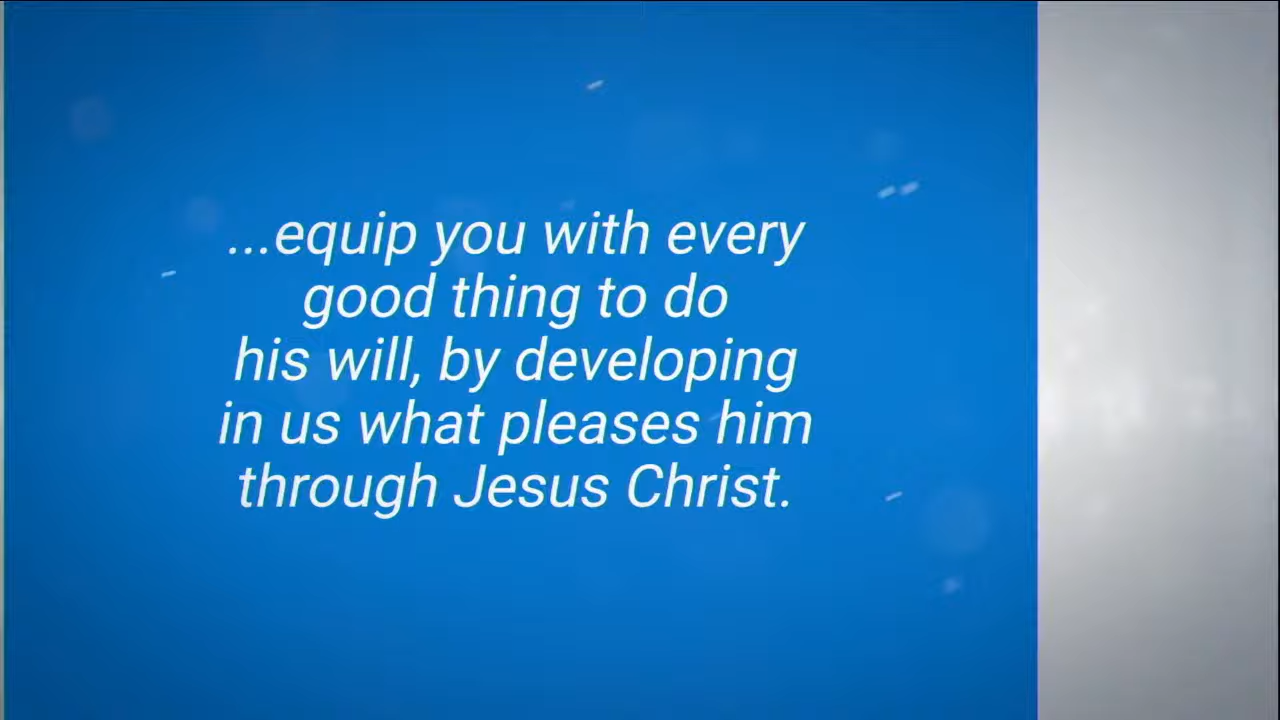 ...equip you with every
good thing to do
his will, by developing
in us what pleases him
through Jesus Christ.